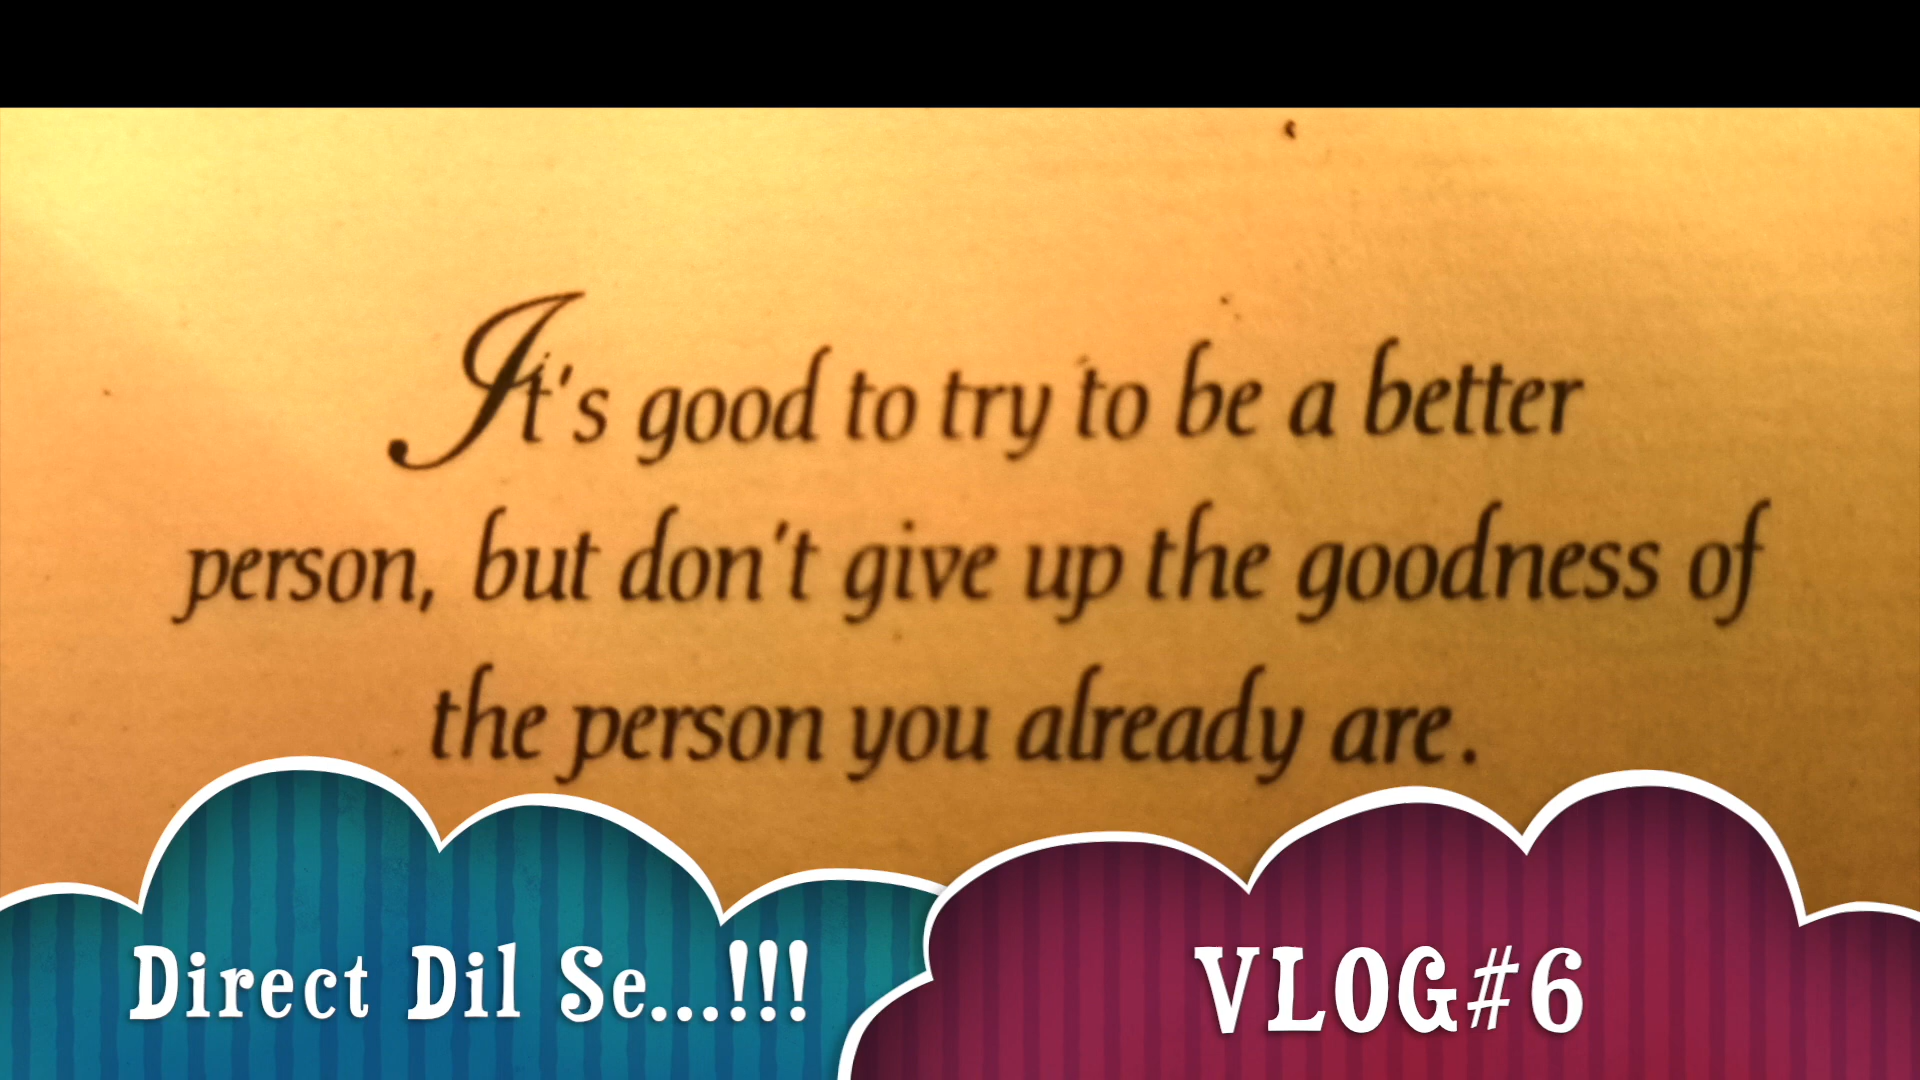 It's good to try to be a better
person, but don't give up the goodness of
the person you already are.
Direct Dil Se...!!!
VLOG#6